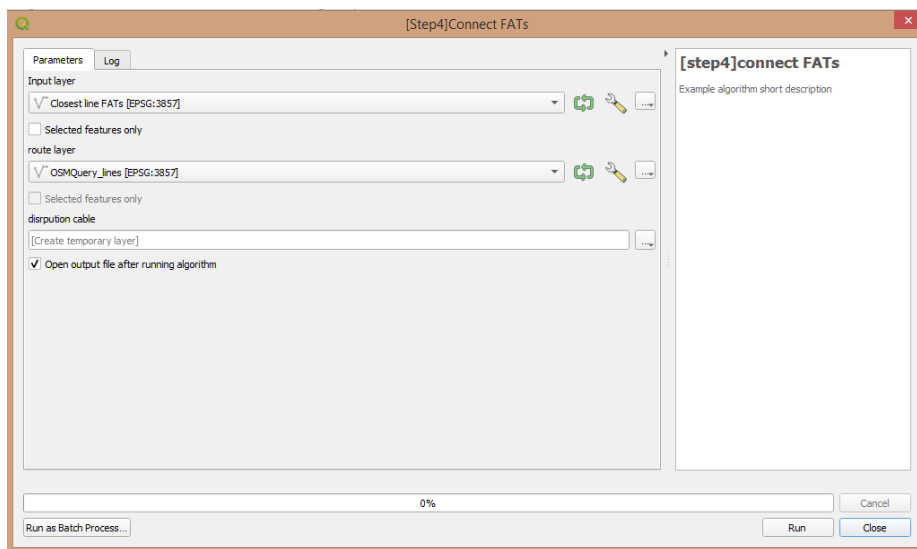 [Step4]Connect FATs
Parameters
Log
Input layer
Closest line FATs [EPSG:3857]
Selected features only
route layer
OSMQuery_lines [EPSG:3857]
Selected features only
disrpution cable
[Create temporary layer]
Open output file after running algorithm
[step4]connect FATs
Example algorithm short description
0%
Cancel
Run as Batch Process...
Run
Close